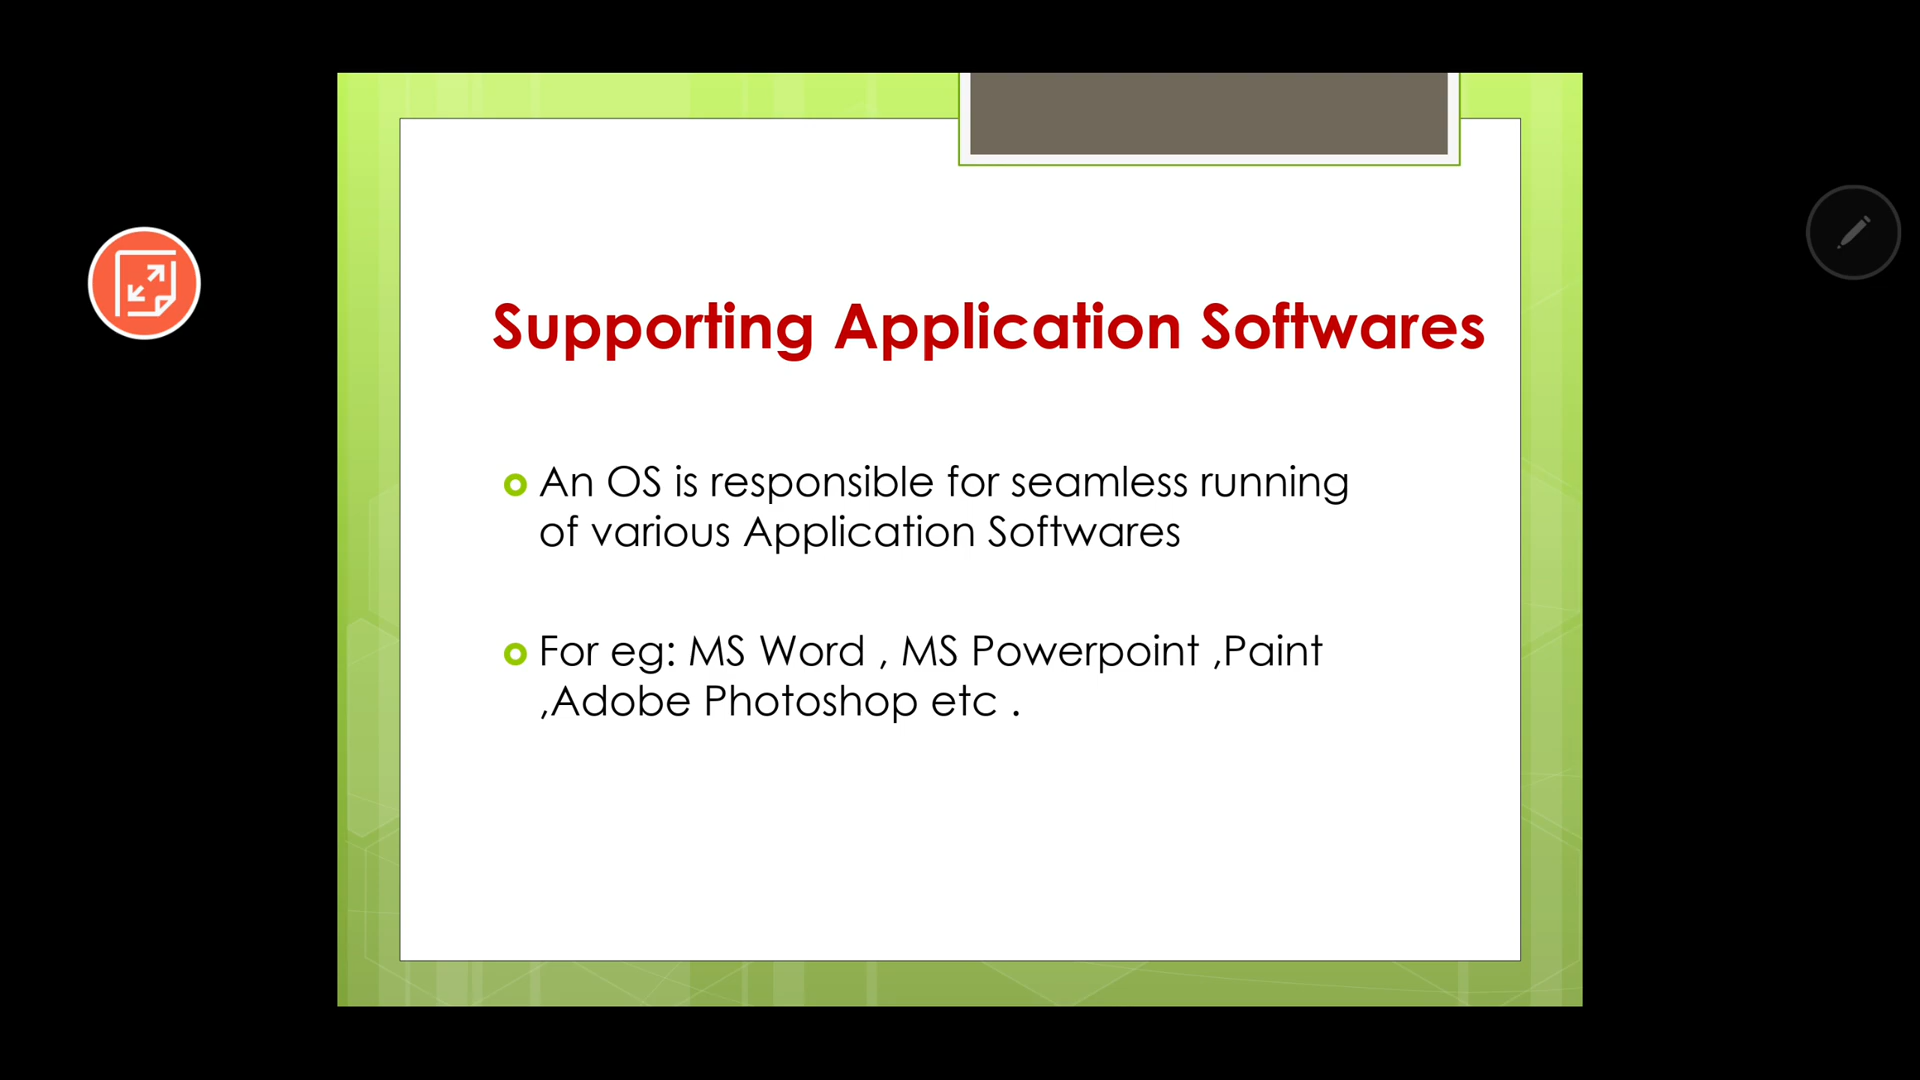 Supporting Application Softwares
An OS is responsible for seamless running
of various Application Softwares
For eg: MS Word , MS Powerpoint ,Paint
,Adobe Photoshop etc .